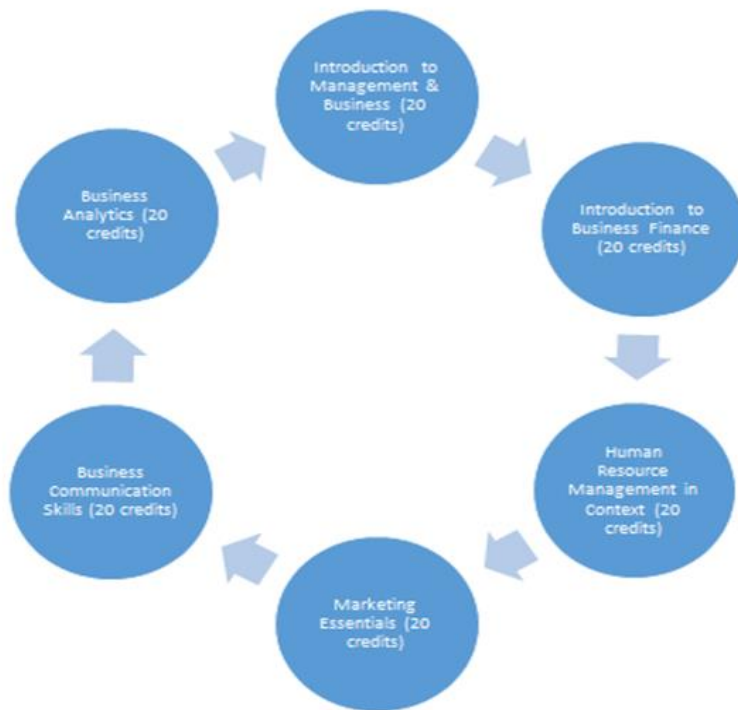 Introduction to
Management &
Business (20
credits)
Introduction to
Business Finance
(20 credits)
Human
Resource
Management in
Context (20
credits)
Marketing
Essentials (20
credits)
Business
Communication
Skills (20 credits)
Business
Analytics (20
credits)